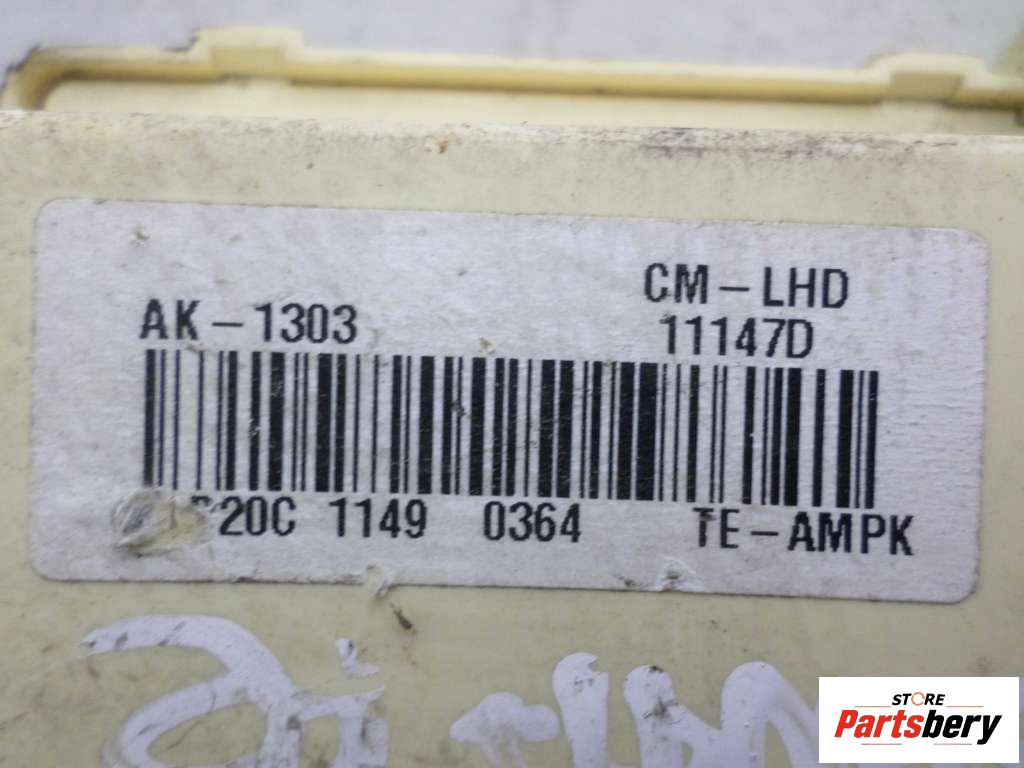 CM-LHD
AK-1303 11147D
20C 1149 0364 TE-AMPK
STORE
Partsbery